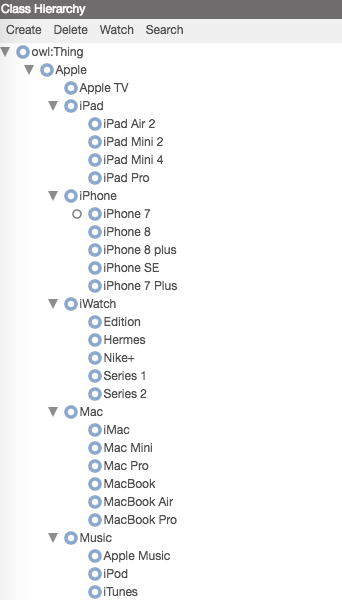 Class Hierarchy
Create Delete Watch Search
owl:Thing
Apple
Apple TV
iPad
iPad Air 2
iPad Mini 2
iPad Mini 4
iPad Pro
iPhone
iPhone 7
iPhone 8
iPhone 8 plus
iPhone SE
iPhone 7 Plus
iWatch
Edition
Hermes
Nike+
Series 1
Series 2
Mac
iMac
Mac Mini
Mac Pro
MacBook
MacBook Air
MacBook Pro
Music
Apple Music
iPod
iTunes